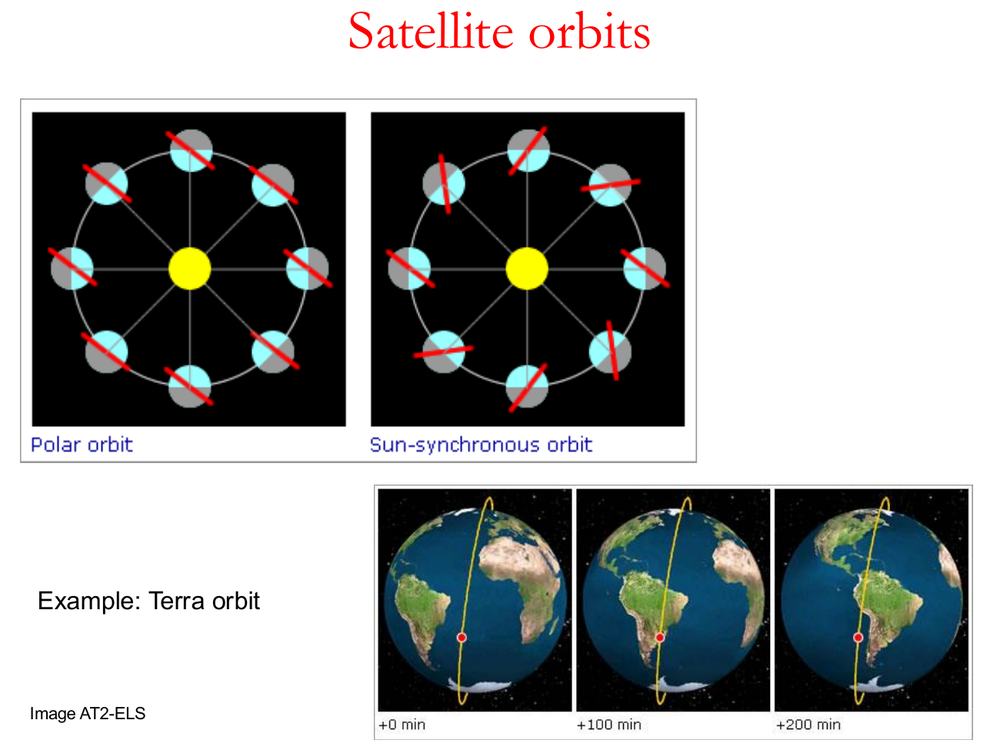 Satellite orbits
Polar orbit
Sun-synchronous orbit
Example: Terra orbit
Image AT2-ELS
+0 min
+100 min
+200 min